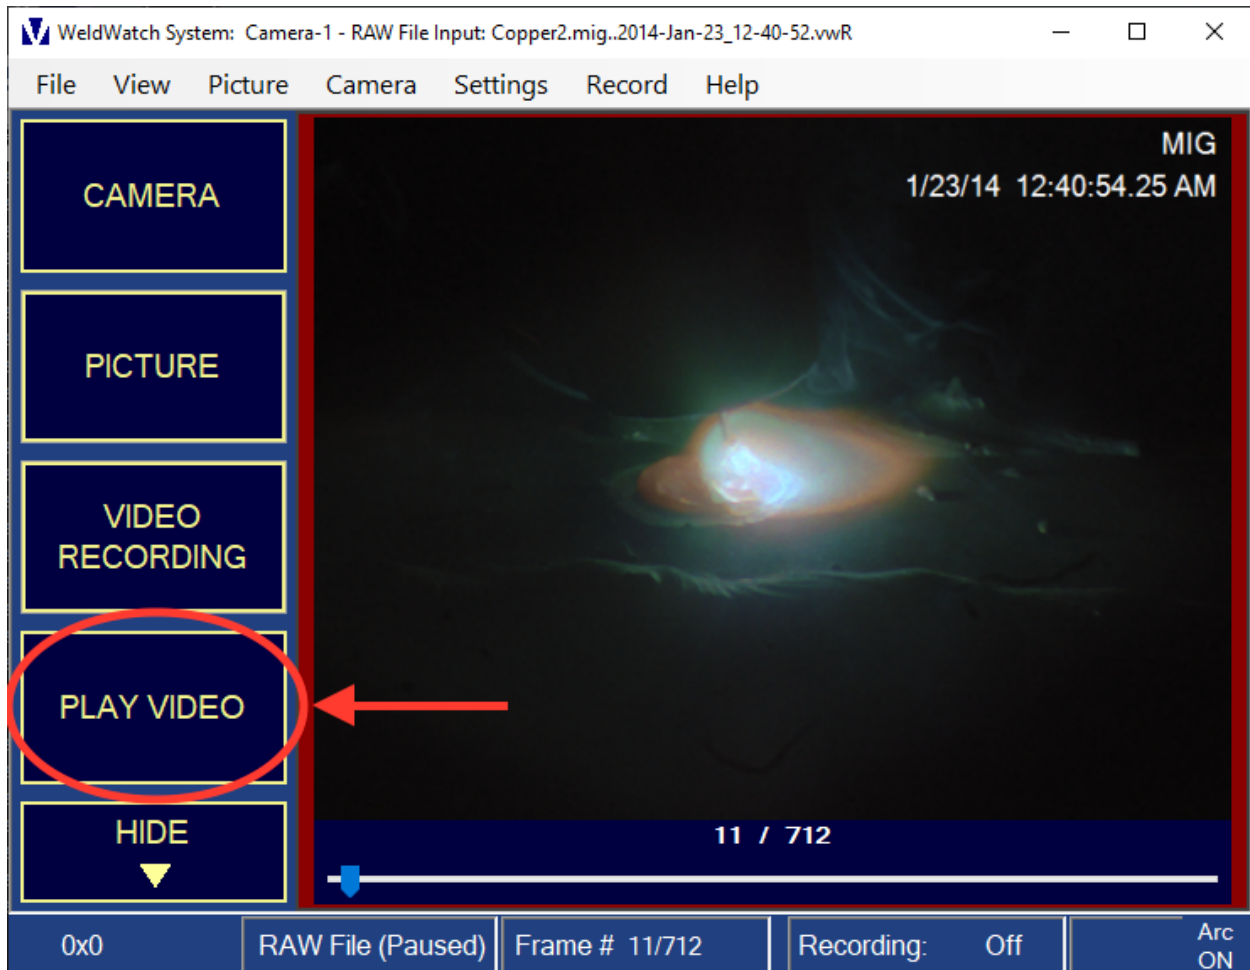 WeldWatch System:  Camera-1 - RAW File Input: Copper2.mig..2014-Jan-23_12-40-52.vwR
File View Picture Camera Settings Record Help
CAMERA
PICTURE
VIDEO
RECORDING
PLAY VIDEO
HIDE
MIG
1/23/14 12:40:54.25 AM
11 / 712
0x0
RAW File (Paused)
Frame # 11/712
Recording: Off
Arc
ON